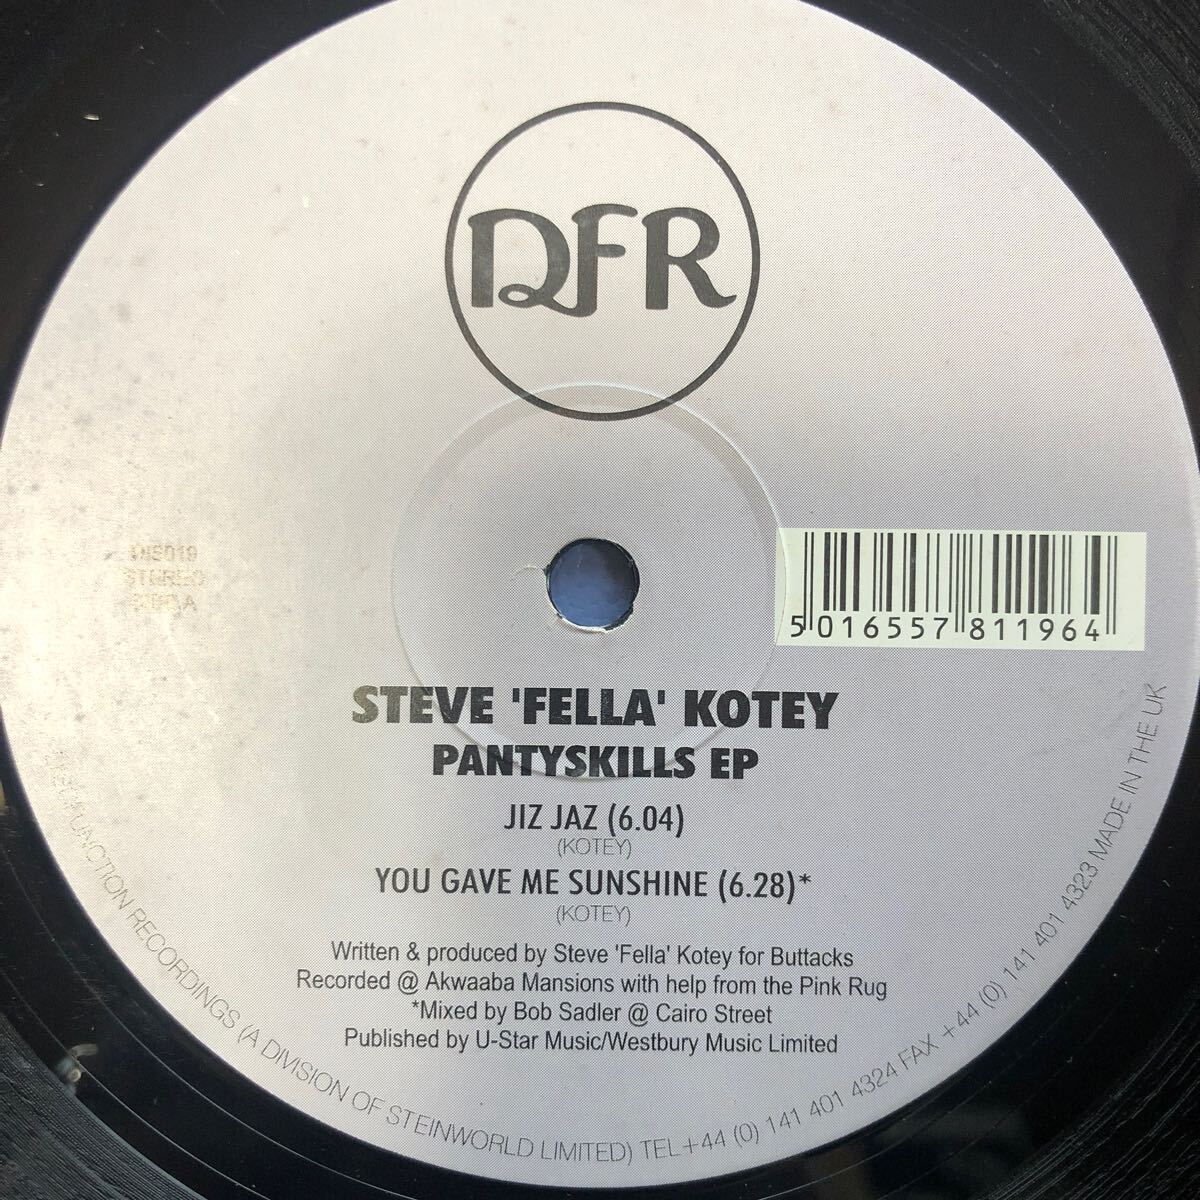 DFR
DIS019
STEREO
SIDE A
5 016557 811964
STEVE 'FELLA' KOTEY
PANTYSKILLS EP
JIZ JAZ (6.04)
(KOTEY)
YOU GAVE ME SUNSHINE (6.28)*
(KOTEY)
Written & produced by Steve 'Fella' Kotey for Buttacks
Recorded @ Akwaaba Mansions with help from the Pink Rug
*Mixed by Bob Sadler @ Cairo Street
Published by U-Star Music/Westbury Music Limited
RECORDINGS (A DIVISION OF STEINWORLD LIMITED) TEL +44 (0) 141 401 4324 FAX +44 (0) 141 401 4323 MADE IN THE UK